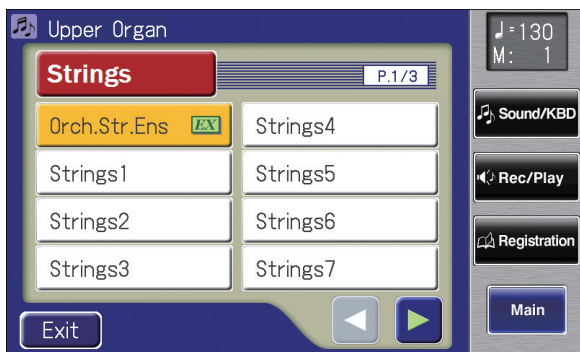 Upper Organ
Strings
P.1/3
Orch.Str.Ens EX
Strings4
Strings1
Strings5
Strings2
Strings6
Strings3
Strings7
Exit
♩=130
M: 1
Sound/KBD
Rec/Play
Registration
Main